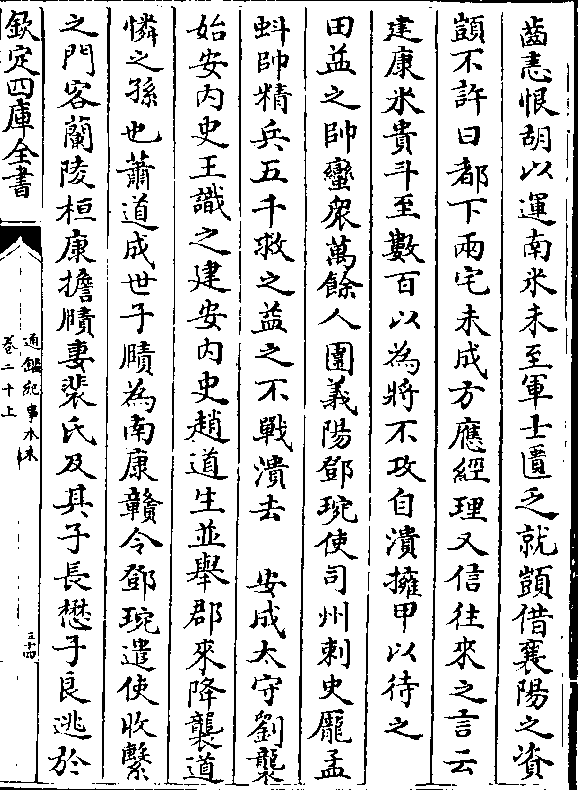 齒恚恨胡以運南米未至軍士匱乏就顗借襄陽之資
顗不許曰都下兩宅未成方應經理又信往來之言云
建康米貴斗至數百以為將不攻自潰擁甲以待之
田益之帥蠻衆萬餘人圍義陽鄧琬使司州刺史龎孟
蚪帥精兵五千救之益之不戰潰去 安成太守劉襲
始安内史王識之建安内史趙道生並舉郡來降襲道
憐之孫也蕭道成世子賾為南康贛令鄧琬遣使收繫
之門客蘭陵桓康擔賾妻裴氏及其子長懋子良逃於
欽定四庫全書
通鑑紀事本末
卷二十上
三十四